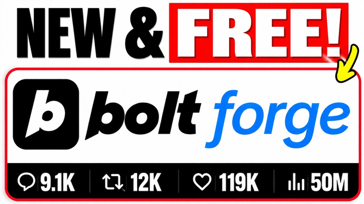 NEW & FREE!
b bolt forge
9.1K 12K 119K 50M